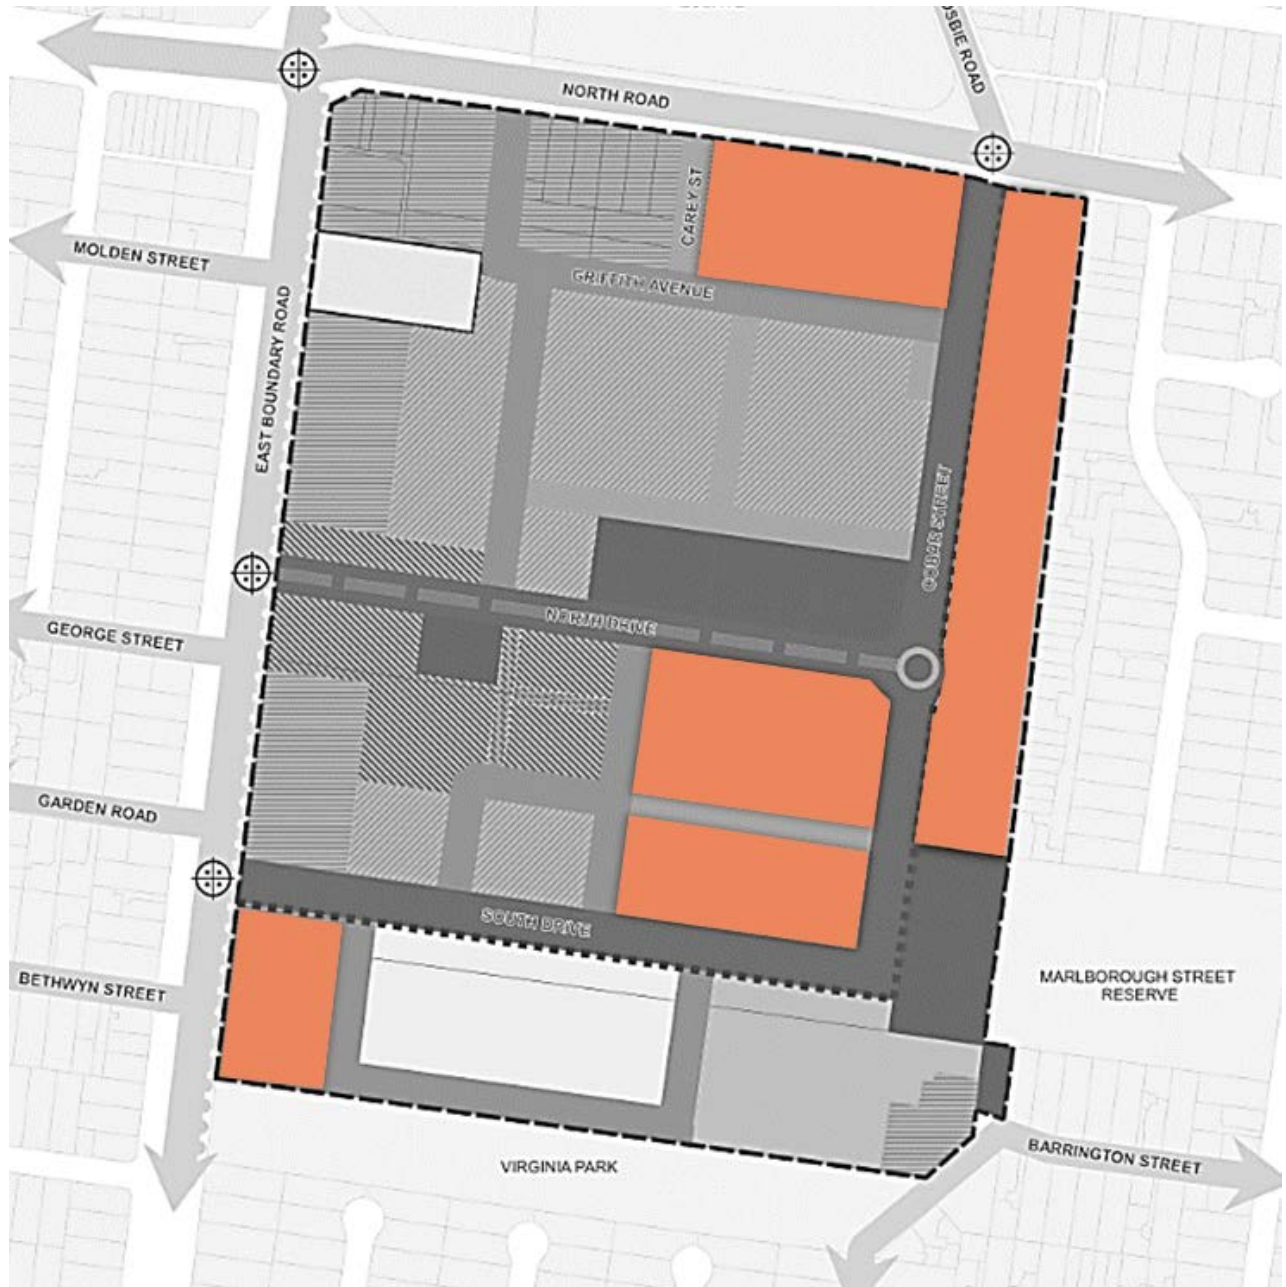 OSBIE ROAD
NORTH ROAD
CAREY ST
MOLDEN STREET
GRIFFITH AVENUE
EAST BOUNDARY ROAD
COBAR STREET
NORTH DRIVE
GEORGE STREET
GARDEN ROAD
SOUTH DRIVE
BETHWYN STREET
MARLBOROUGH STREET
RESERVE
BARRINGTON STREET
VIRGINIA PARK